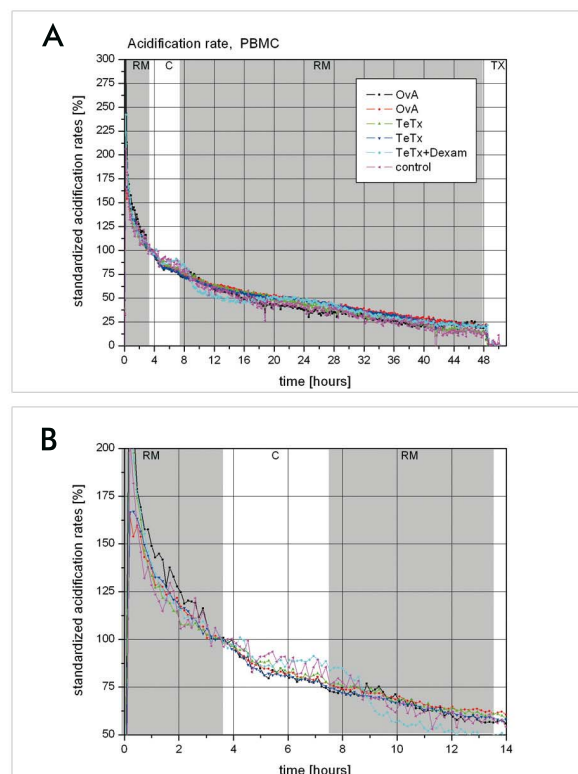 A
Acidification rate, PBMC
RM C RM TX
standardized acidification rates [%]
300
275
250
225
200
175
150
125
100
75
50
25
0
OvA
OvA
TeTx
TeTx
TeTx+Dexam
control
0 4 8 12 16 20 24 28 32 36 40 44 48
time [hours]
B
RM C RM
standardized acidification rates [%]
200
175
150
125
100
75
50
0 2 4 6 8 10 12 14
time [hours]